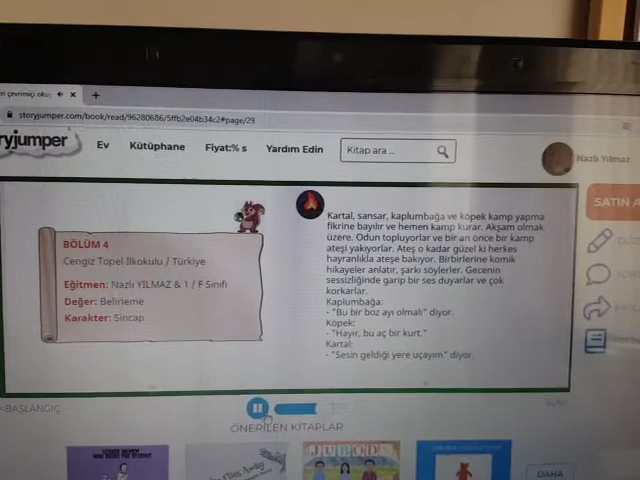 storyjumper.com/book/read/96280686/5ffb2e04b34c2#page/29
ryjumper
Ev
Kütüphane
Fiyat:% s
Yardım Edin
Kitap ara ...
Nazlı Yılmaz
SATIN A
BÖLÜM 4
Cengiz Topel İlkokulu / Türkiye
Eğitmen: Nazlı YILMAZ & 1 / F Sınıfı
Değer: Belirleme
Karakter: Sincap
Kartal, sansar, kaplumbağa ve köpek kamp yapma
fikrine bayılır ve hemen kamp kurar. Akşam olmak
üzere. Odun topluyorlar ve bir an önce bir kamp
ateşi yakıyorlar. Ateş o kadar güzel ki herkes
hayranlıkla ateşe bakıyor. Birbirlerine komik
hikayeler anlatır, şarkı söylerler. Gecenin
sessizliğinde garip bir ses duyarlar ve çok
korkarlar.
Kaplumbağa:
- "Bu bir boz ayı olmalı" diyor.
Köpek:
- "Hayır, bu aç bir kurt."
Kartal:
- "Sesin geldiği yere uçayım" diyor.
BAŞLANGIÇ
ÖNERİLEN KİTAPLAR
JUBODA
DAHA